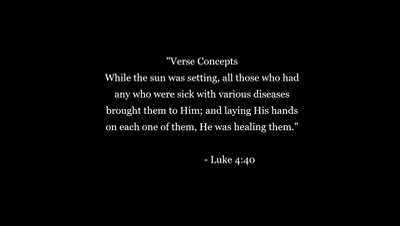 "Verse Concepts
While the sun was setting, all those who had
any who were sick with various diseases
brought them to Him; and laying His hands
on each one of them, He was healing them."
- Luke 4:40